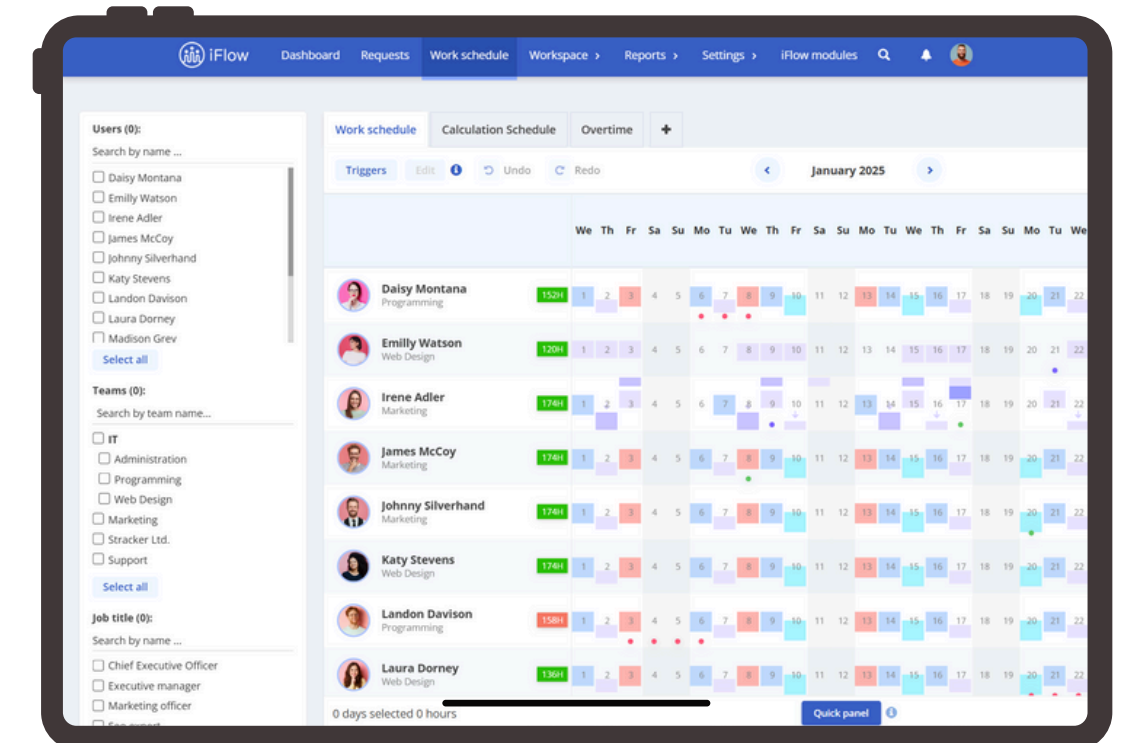 iFlow Dashboard Requests Work schedule Workspace › Reports › Settings › iFlow modules
Users (0):
Search by name ...
Daisy Montana
Emilly Watson
Irene Adler
James McCoy
Johnny Silverhand
Katy Stevens
Landon Davison
Laura Dorney
Madison Grey
Select all
Teams (0):
Search by team name...
IT
Administration
Programming
Web Design
Marketing
Stracker Ltd.
Support
Select all
Job title (0):
Search by name ...
Chief Executive Officer
Executive manager
Marketing officer
Work schedule Calculation Schedule Overtime +
Triggers Edit Undo Redo ‹ January 2025 ›
We Th Fr Sa Su Mo Tu We Th Fr Sa Su Mo Tu We Th Fr Sa Su Mo Tu We
Daisy Montana 152H 1 2 3 4 5 6 7 8 9 10 11 12 13 14 15 16 17 18 19 20 21 22
Programming
Emilly Watson 120H 1 2 3 4 5 6 7 8 9 10 11 12 13 14 15 16 17 18 19 20 21 22
Web Design
Irene Adler 174H 1 2 3 4 5 6 7 8 9 10 11 12 13 14 15 16 17 18 19 20 21 22
Marketing
James McCoy 174H 1 2 3 4 5 6 7 8 9 10 11 12 13 14 15 16 17 18 19 20 21 22
Marketing
Johnny Silverhand 174H 1 2 3 4 5 6 7 8 9 10 11 12 13 14 15 16 17 18 19 20 21 22
Marketing
Katy Stevens 174H 1 2 3 4 5 6 7 8 9 10 11 12 13 14 15 16 17 18 19 20 21 22
Web Design
Landon Davison 158H 1 2 3 4 5 6 7 8 9 10 11 12 13 14 15 16 17 18 19 20 21 22
Programming
Laura Dorney 136H 1 2 3 4 5 6 7 8 9 10 11 12 13 14 15 16 17 18 19 20 21 22
Web Design
0 days selected 0 hours Quick panel